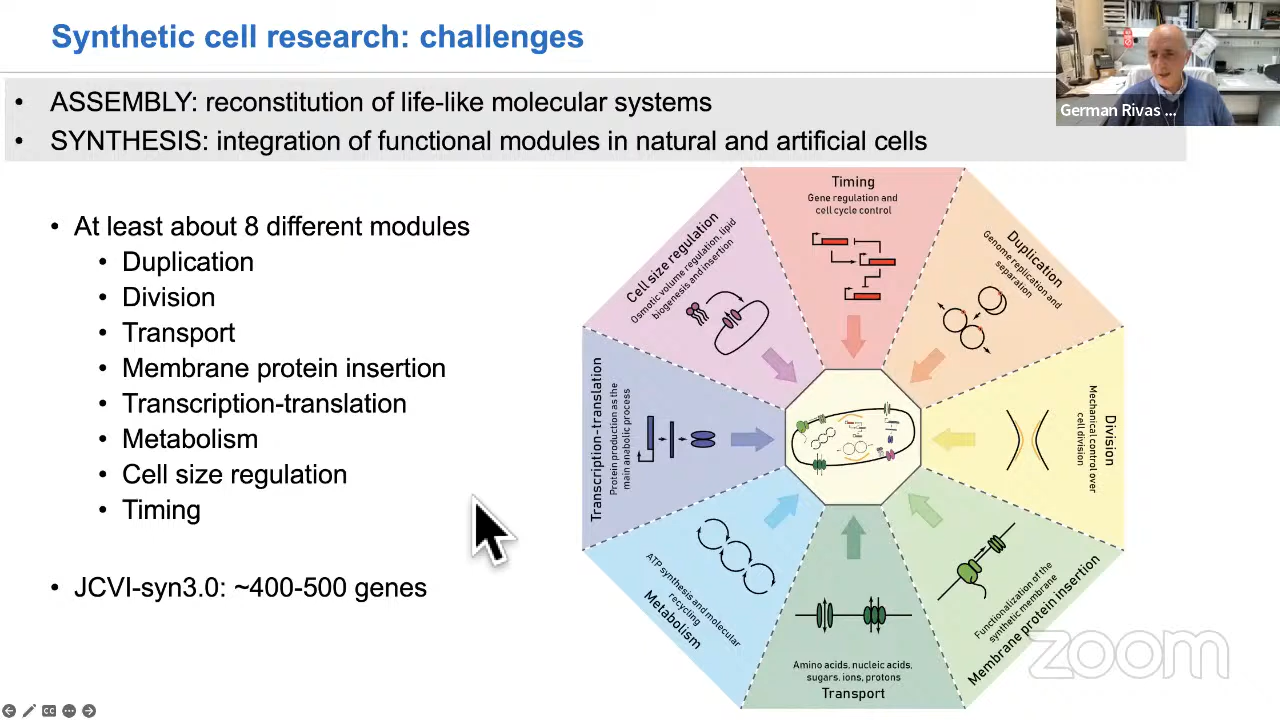 Synthetic cell research: challenges
• ASSEMBLY: reconstitution of life-like molecular systems
• SYNTHESIS: integration of functional modules in natural and artificial cells
German Rivas ...
• At least about 8 different modules
• Duplication
• Division
• Transport
• Membrane protein insertion
• Transcription-translation
• Metabolism
• Cell size regulation
• Timing
• JCVI-syn3.0: ~400-500 genes
Timing
Gene regulation and
cell cycle control
Duplication
Genome replication and
separation
Division
Mechanical control over
cell division
Functionalization of the
synthetic membrane
Membrane protein insertion
Amino acids, nucleic acids,
sugars, ions, protons
Transport
ATP synthesis and molecular
recycling
Metabolism
Transcription-translation
Protein production as the
main anabolic process
Cell size regulation
Osmotic volume regulation, lipid
biogenesis and insertion
zoom
CC